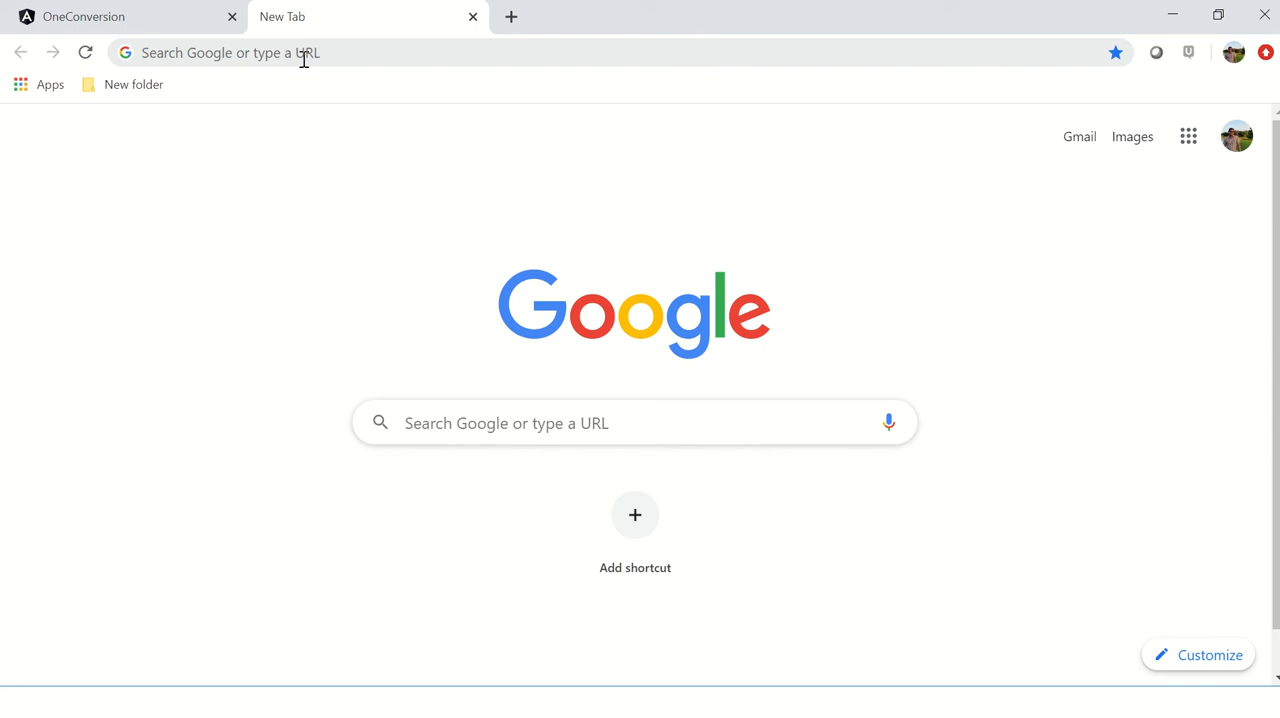 OneConversion
New Tab
Search Google or type a URL
Apps
New folder
Gmail
Images
Google
Search Google or type a URL
Add shortcut
Customize